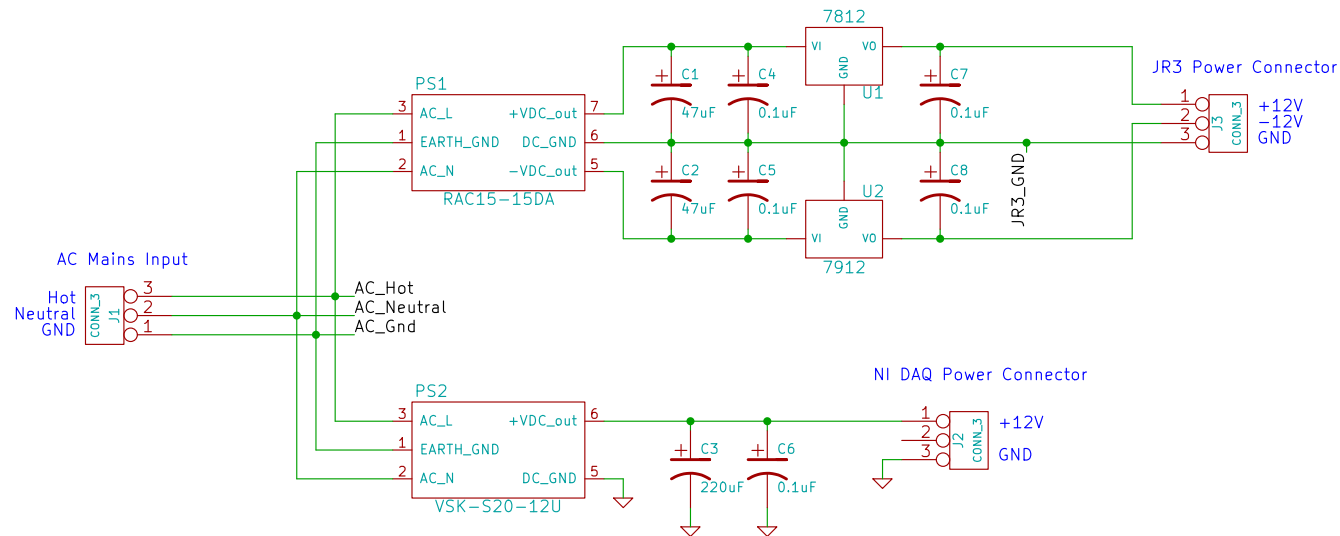 7812
VI
VO
GND
U1
C1
47uF
C4
0.1uF
C7
0.1uF
JR3 Power Connector
1
2
3
J3
CONN_3
+12V
-12V
GND
PS1
3
AC_L
+VDC_out
7
1
EARTH_GND
DC_GND
6
2
AC_N
-VDC_out
5
RAC15-15DA
C2
47uF
C5
0.1uF
U2
GND
VI
VO
7912
C8
0.1uF
JR3_GND
AC Mains Input
Hot
Neutral
GND
CONN_3
J1
3
2
1
AC_Hot
AC_Neutral
AC_Gnd
PS2
3
AC_L
+VDC_out
6
1
EARTH_GND
2
AC_N
DC_GND
5
VSK-S20-12U
C3
220uF
C6
0.1uF
NI DAQ Power Connector
1
2
3
J2
CONN_3
+12V
GND